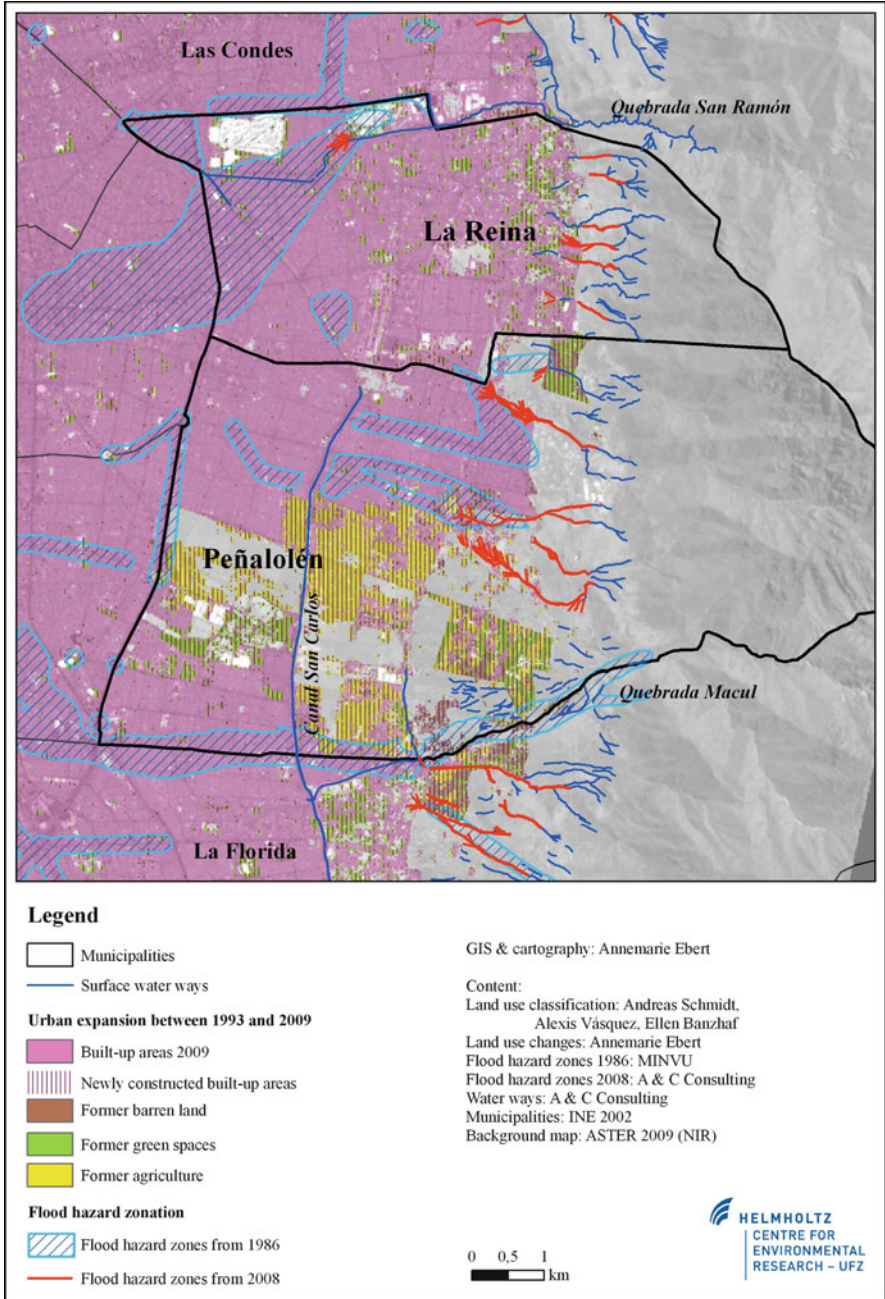 Las Condes
Quebrada San Ramón
La Reina
Peñalolén
Canal San Carlos
Quebrada Macul
La Florida
Legend
Municipalities
Surface water ways
Urban expansion between 1993 and 2009
Built-up areas 2009
Newly constructed built-up areas
Former barren land
Former green spaces
Former agriculture
Flood hazard zonation
Flood hazard zones from 1986
Flood hazard zones from 2008
GIS & cartography: Annemarie Ebert
Content:
Land use classification: Andreas Schmidt,
Alexis Vásquez, Ellen Banzhaf
Land use changes: Annemarie Ebert
Flood hazard zones 1986: MINVU
Flood hazard zones 2008: A & C Consulting
Water ways: A & C Consulting
Municipalities: INE 2002
Background map: ASTER 2009 (NIR)
0 0,5 1
km
HELMHOLTZ
CENTRE FOR
ENVIRONMENTAL
RESEARCH – UFZ